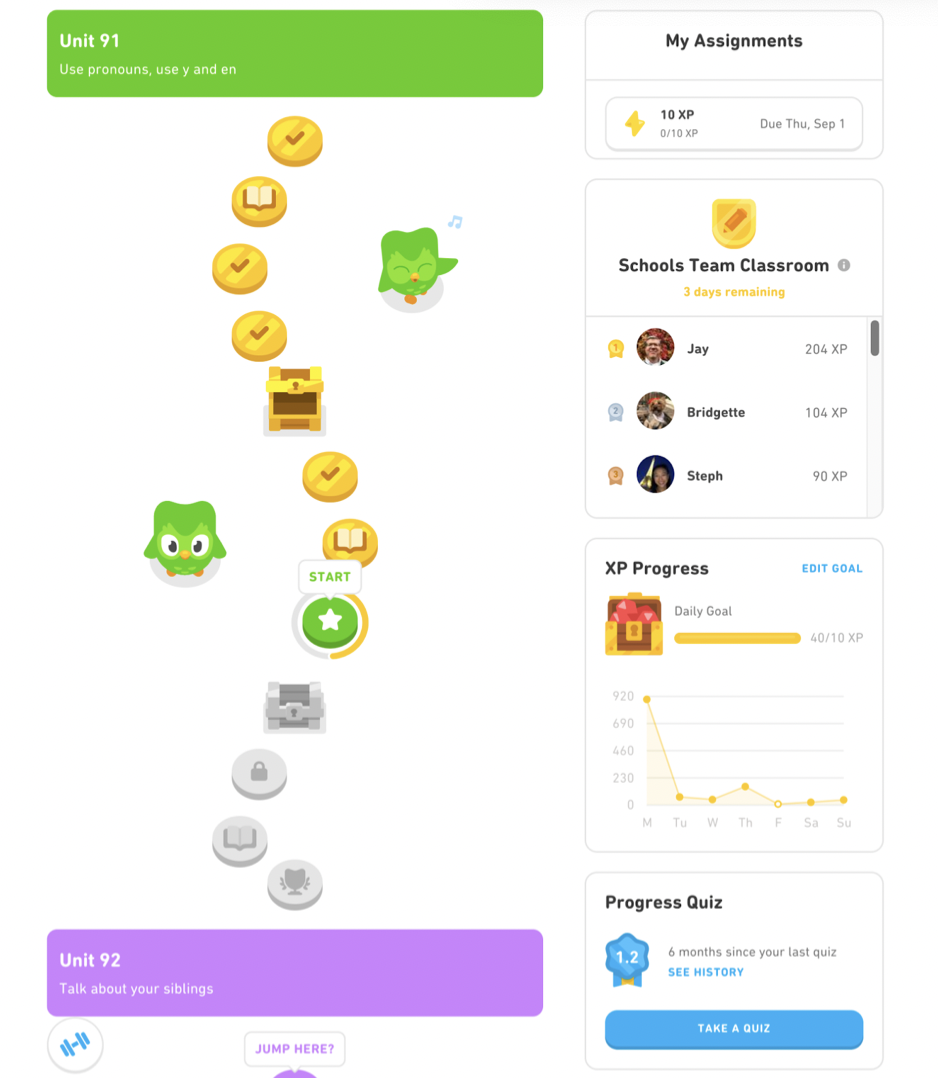 Unit 91
Use pronouns, use y and en
START
Unit 92
Talk about your siblings
JUMP HERE?
My Assignments
10 XP
0/10 XP
Due Thu, Sep 1
Schools Team Classroom
3 days remaining
1 Jay 204 XP
2 Bridgette 104 XP
3 Steph 90 XP
XP Progress EDIT GOAL
Daily Goal
40/10 XP
920
690
460
230
0
M Tu W Th F Sa Su
Progress Quiz
1.2
6 months since your last quiz
SEE HISTORY
TAKE A QUIZ